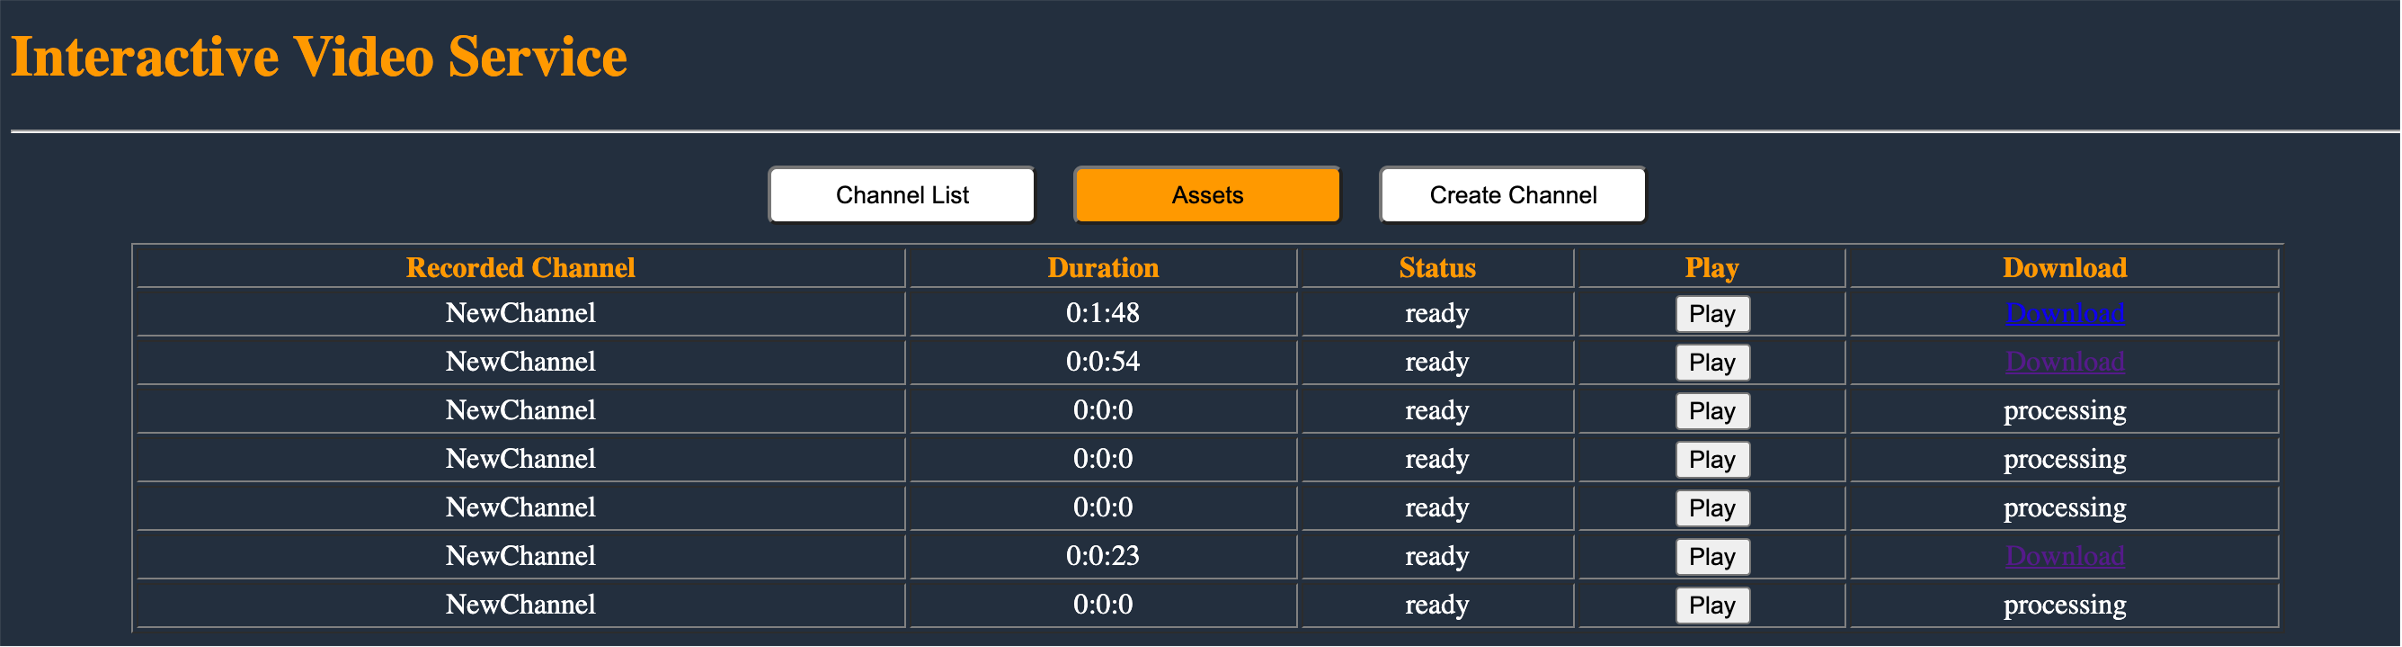 Interactive Video Service
Channel List Assets Create Channel
Recorded Channel Duration Status Play Download
NewChannel 0:1:48 ready Play Download
NewChannel 0:0:54 ready Play Download
NewChannel 0:0:0 ready Play processing
NewChannel 0:0:0 ready Play processing
NewChannel 0:0:0 ready Play processing
NewChannel 0:0:23 ready Play Download
NewChannel 0:0:0 ready Play processing